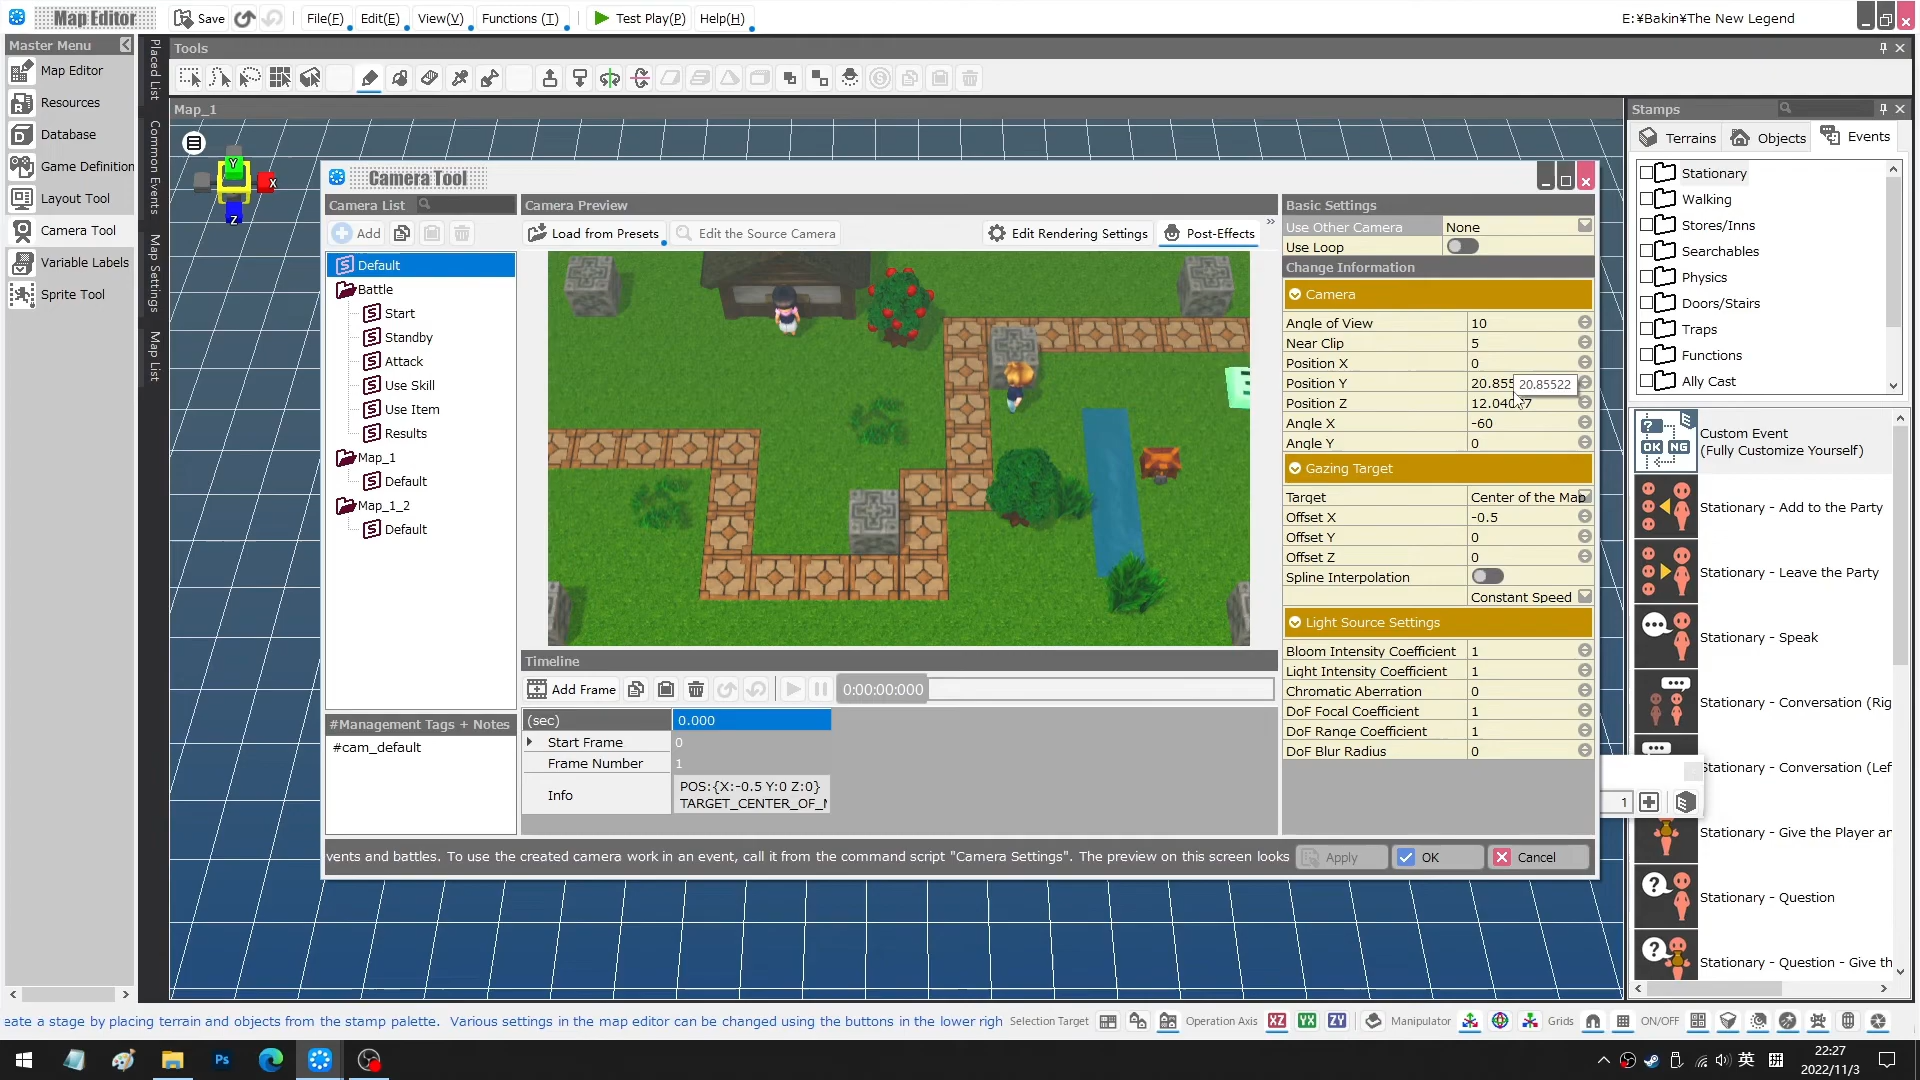 Map Editor
Save
File(F)
Edit(E)
View(V)
Functions (T)
Test Play(P)
Help(H)
E:¥Bakin¥The New Legend
Master Menu
Map Editor
Resources
Database
Game Definition
Layout Tool
Camera Tool
Variable Labels
Sprite Tool
Placed List
Common Events
Map Settings
Map List
Tools
Map_1
Y
X
Z
Camera Tool
Camera List
Add
Default
Battle
Start
Standby
Attack
Use Skill
Use Item
Results
Map_1
Default
Map_1_2
Default
#Management Tags + Notes
#cam_default
Camera Preview
Load from Presets
Edit the Source Camera
Edit Rendering Settings
Post-Effects
Timeline
Add Frame
0:00:00:000
(sec) 0.000
Start Frame 0
Frame Number 1
Info
POS:{X:-0.5 Y:0 Z:0}
TARGET_CENTER_OF_
Basic Settings
Use Other Camera None
Use Loop
Change Information
Camera
Angle of View 10
Near Clip 5
Position X 0
Position Y 20.855
20.85522
Position Z 12.040
Angle X -60
Angle Y 0
Gazing Target
Target Center of the Map
Offset X -0.5
Offset Y 0
Offset Z 0
Spline Interpolation
Constant Speed
Light Source Settings
Bloom Intensity Coefficient 1
Light Intensity Coefficient 1
Chromatic Aberration 0
DoF Focal Coefficient 1
DoF Range Coefficient 1
DoF Blur Radius 0
vents and battles. To use the created camera work in an event, call it from the command script "Camera Settings". The preview on this screen looks
Apply
OK
Cancel
Stamps
Terrains
Objects
Events
Stationary
Walking
Stores/Inns
Searchables
Physics
Doors/Stairs
Traps
Functions
Ally Cast
OK NG
Custom Event
(Fully Customize Yourself)
Stationary - Add to the Party
Stationary - Leave the Party
Stationary - Speak
Stationary - Conversation (Rig
Stationary - Conversation (Lef
1
Stationary - Give the Player an
Stationary - Question
Stationary - Question - Give th
eate a stage by placing terrain and objects from the stamp palette. Various settings in the map editor can be changed using the buttons in the lower righ
Selection Target
Operation Axis
XZ
YX
ZY
Manipulator
Grids
ON/OFF
Ps
英
拼
22:27
2022/11/3